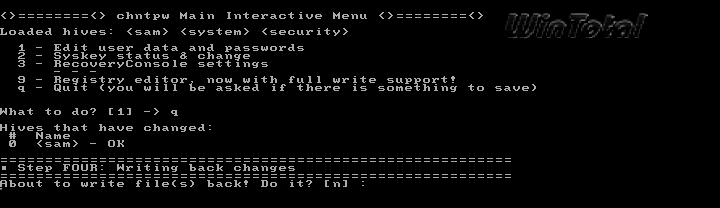 <>========<> chntpw Main Interactive Menu <>========<>
WinTotal
Loaded hives: <sam> <system> <security>
1 - Edit user data and passwords
2 - Syskey status & change
3 - RecoveryConsole settings
- - -
9 - Registry editor, now with full write support!
q - Quit (you will be asked if there is something to save)
What to do? [1] -> q
Hives that have changed:
# Name
0 <sam> - OK
=============================================================
* Step FOUR: Writing back changes
=============================================================
About to write file(s) back! Do it? [n] :